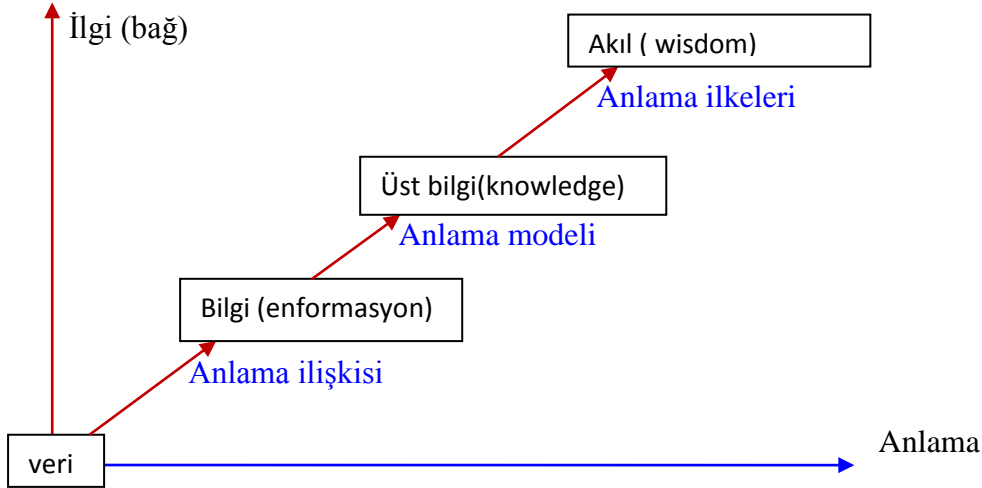 İlgi (bağ)
Akıl ( wisdom)
Anlama ilkeleri
Üst bilgi(knowledge)
Anlama modeli
Bilgi (enformasyon)
Anlama ilişkisi
Anlama
veri